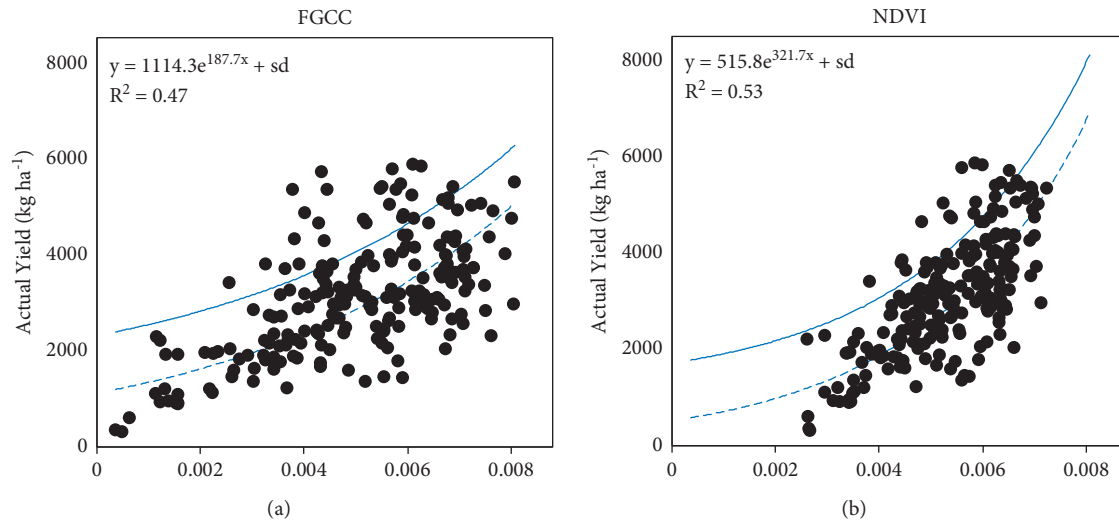 FGCC
y = 1114.3e^187.7x + sd
R² = 0.47
Actual Yield (kg ha⁻¹)
8000
6000
4000
2000
0
0 0.002 0.004 0.006 0.008
(a)
NDVI
y = 515.8e^321.7x + sd
R² = 0.53
Actual Yield (kg ha⁻¹)
8000
6000
4000
2000
0
0 0.002 0.004 0.006 0.008
(b)